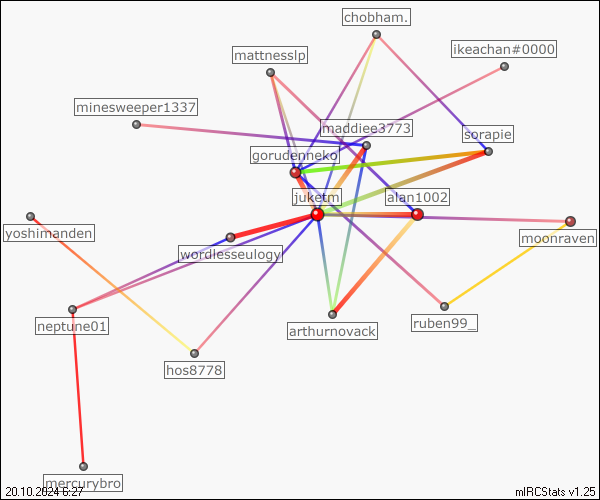 chobham.
ikeachan#0000
mattnesslp
minesweeper1337
maddiee3773
sorapie
gorudenneko
juketm
alan1002
yoshimanden
wordlesseulogy
moonraven
neptune01
arthurnovack
ruben99_
hos8778
mercurybro
20.10.2024 6:27
mIRCStats v1.25